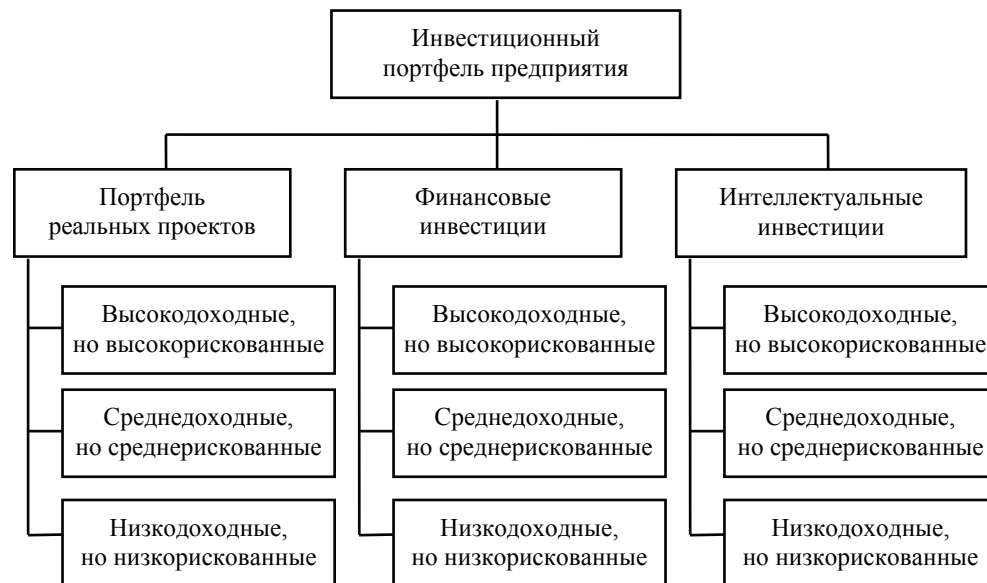 Инвестиционный
портфель предприятия
Портфель
реальных проектов
Финансовые
инвестиции
Интеллектуальные
инвестиции
Высокодоходные,
но высокорискованные
Высокодоходные,
но высокорискованные
Высокодоходные,
но высокорискованные
Среднедоходные,
но среднерискованные
Среднедоходные,
но среднерискованные
Среднедоходные,
но среднерискованные
Низкодоходные,
но низкорискованные
Низкодоходные,
но низкорискованные
Низкодоходные,
но низкорискованные